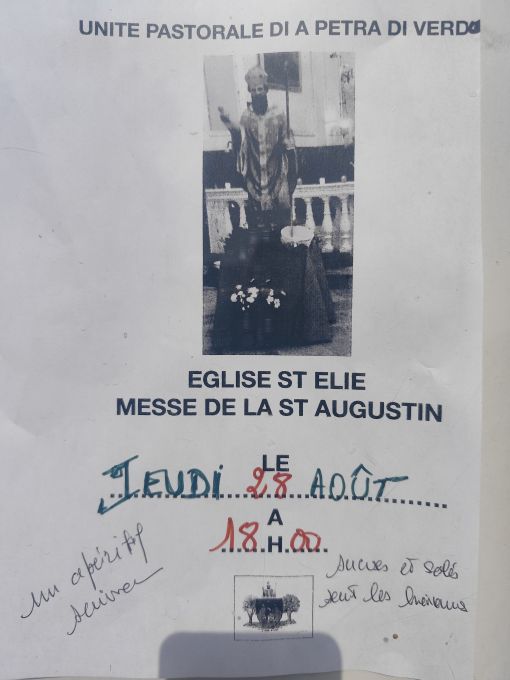 UNITE PASTORALE DI A PETRA DI VERDE
EGLISE ST ELIE
MESSE DE LA ST AUGUSTIN
LE
JEUDI 28 AOÛT
A
18 H 00
un apéritif
suivra
sucrés et salés
sont les bienvenus